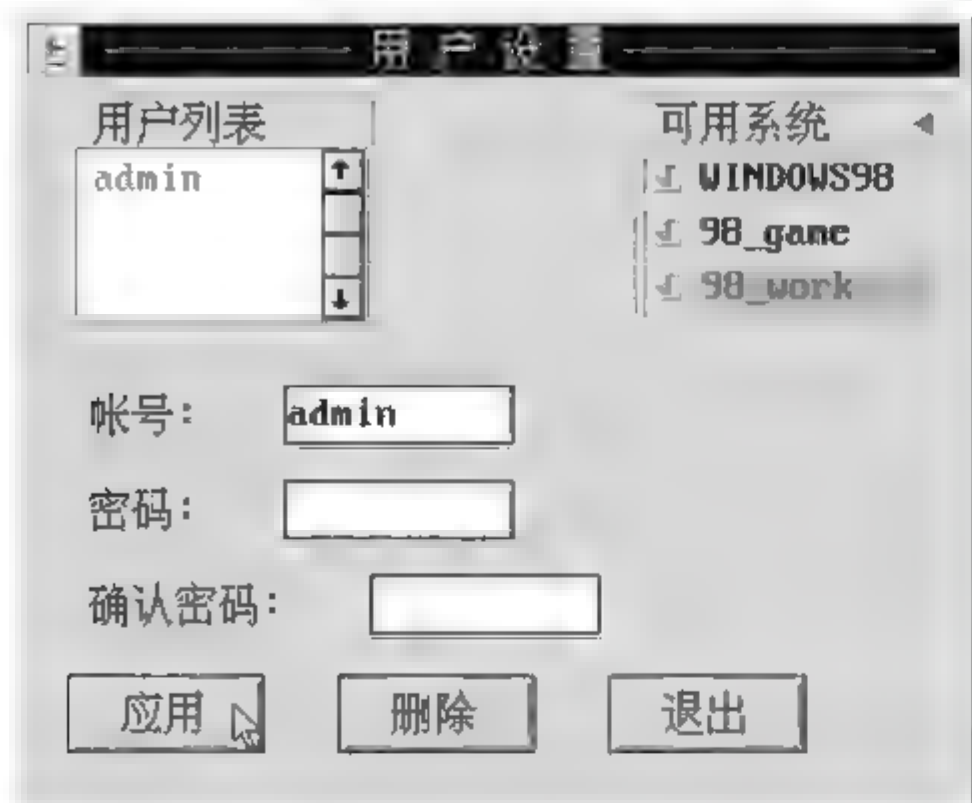 用户设置
用户列表 可用系统
admin WINDOWS98
98_game
98_work
帐号: admin
密码:
确认密码:
应用 删除 退出